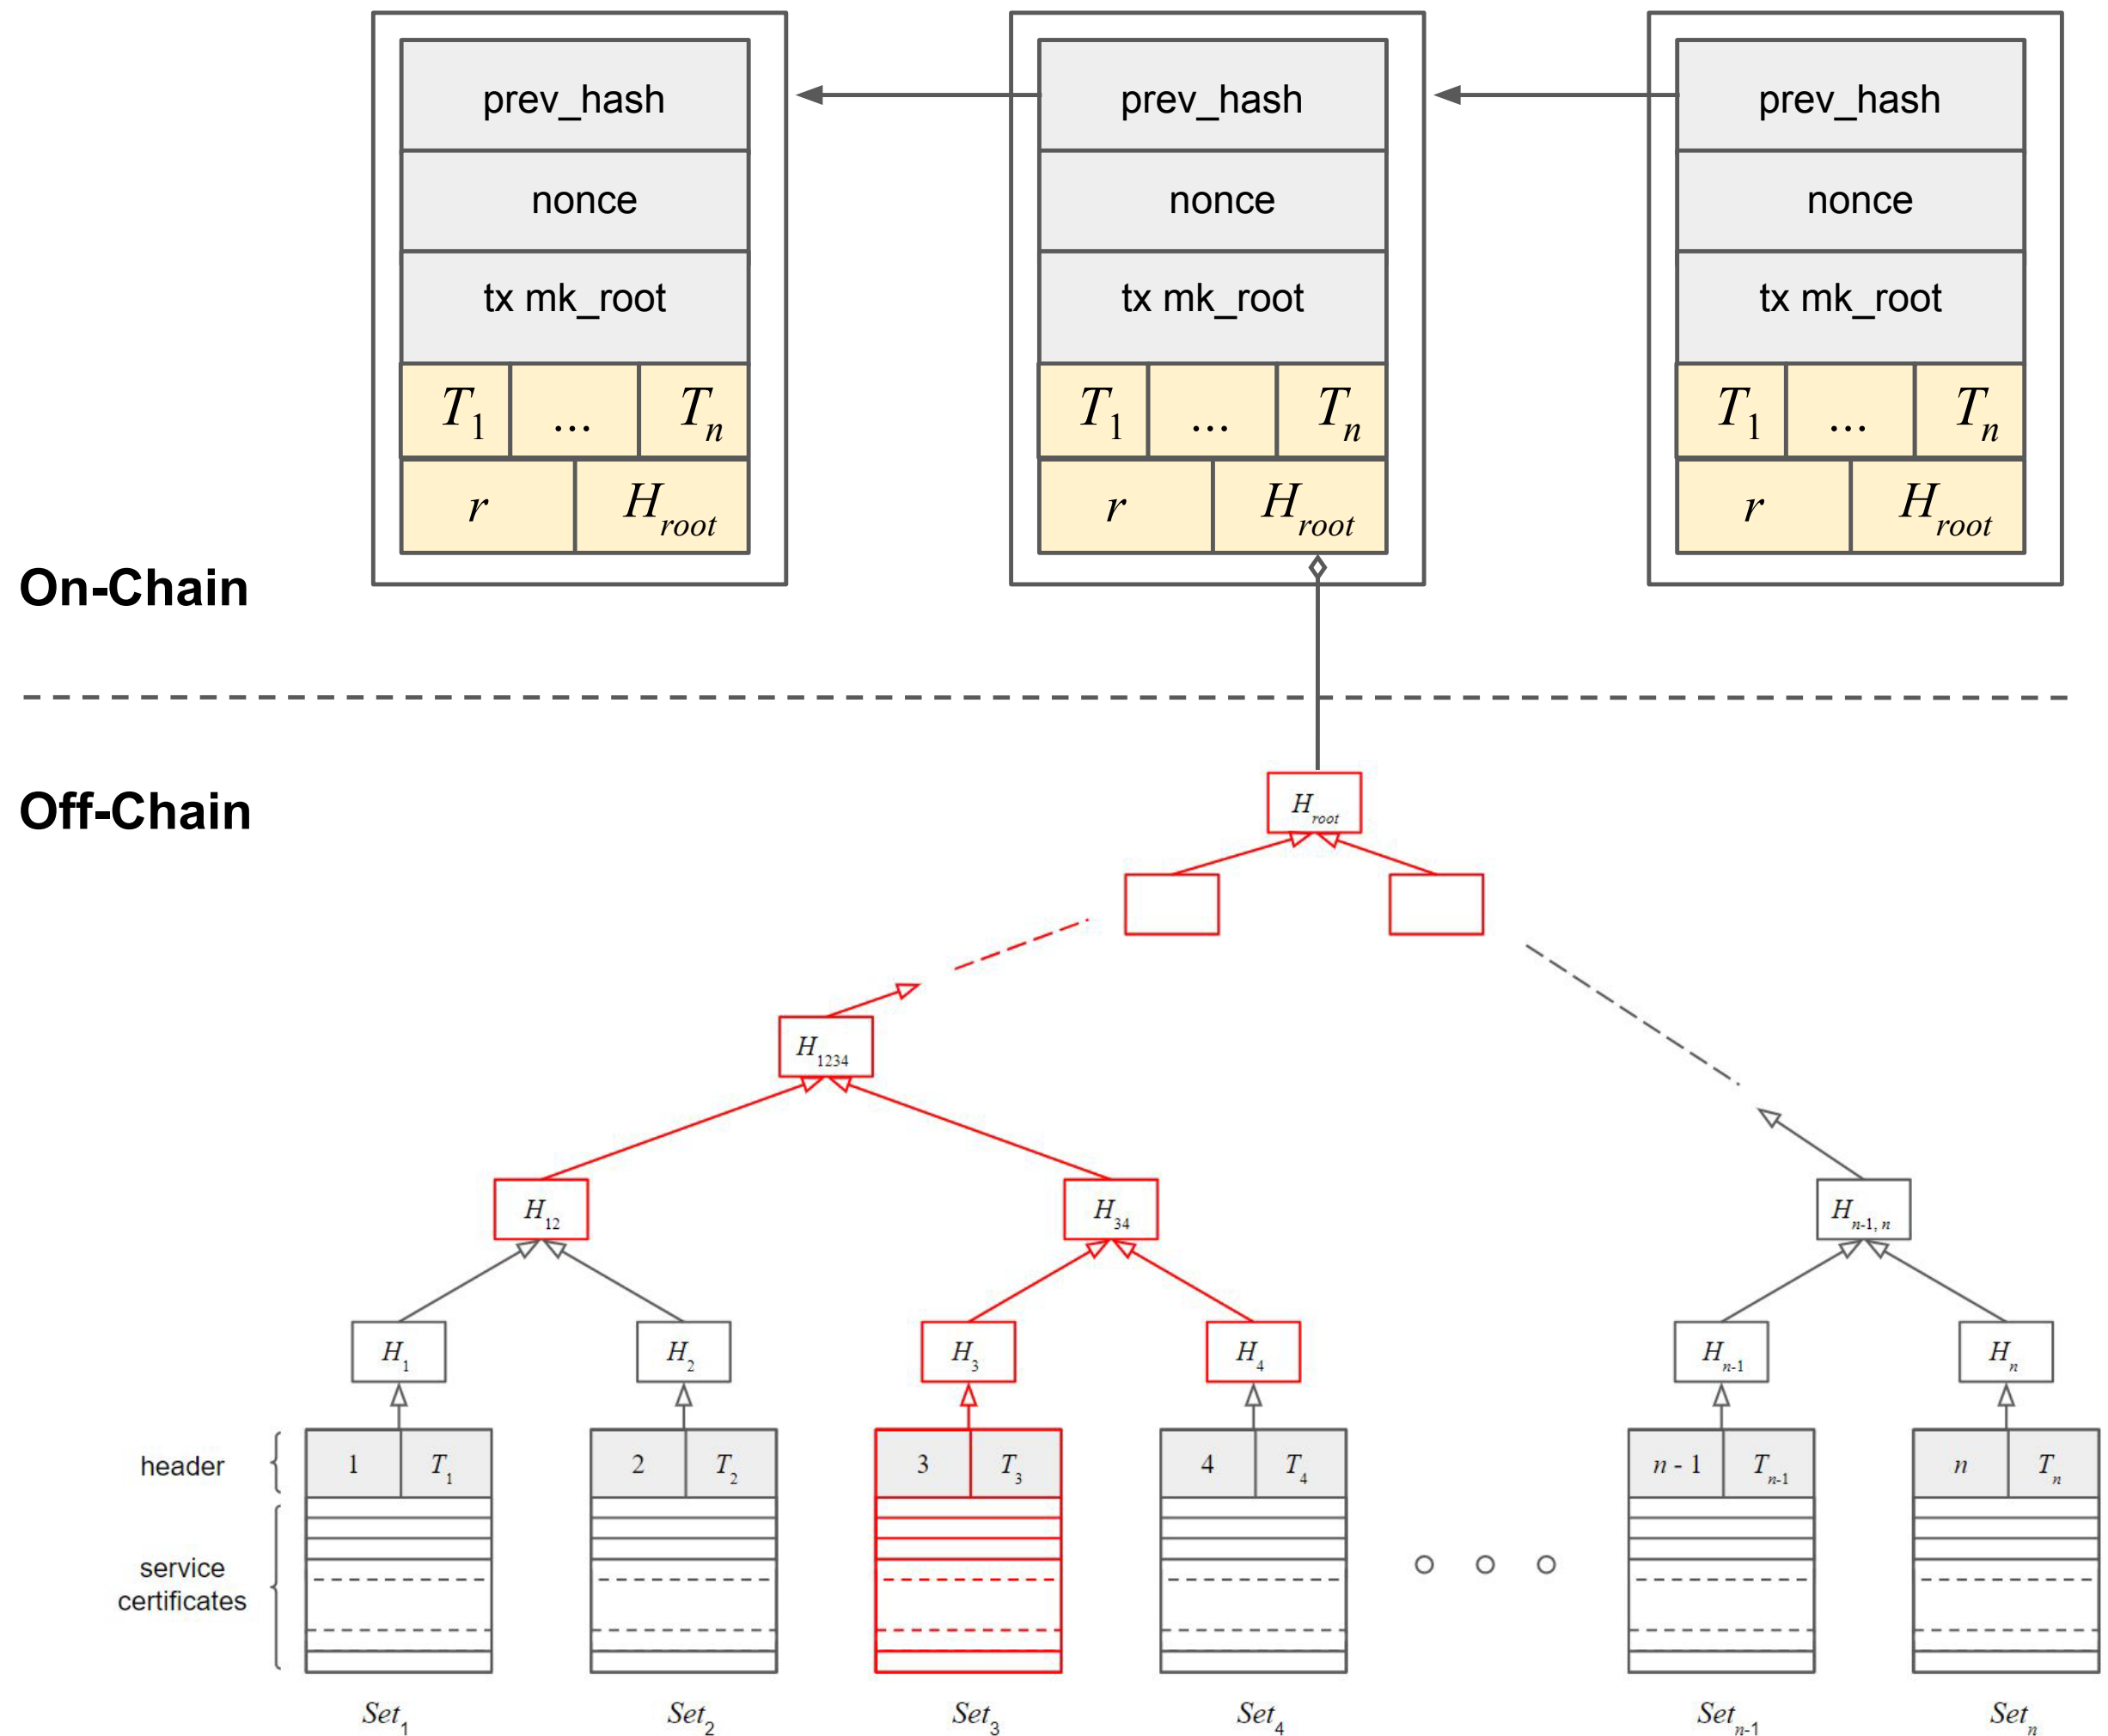 prev_hash prev_hash prev_hash
nonce nonce nonce
tx mk_root tx mk_root tx mk_root
T1 ... Tn T1 ... Tn T1 ... Tn
r Hroot r Hroot r Hroot
On-Chain
Off-Chain
Hroot
H1234
H12 H34 Hn-1, n
H1 H2 H3 H4 Hn-1 Hn
header 1 T1 2 T2 3 T3 4 T4 n - 1 Tn-1 n Tn
service
certificates
Set1 Set2 Set3 Set4 Setn-1 Setn